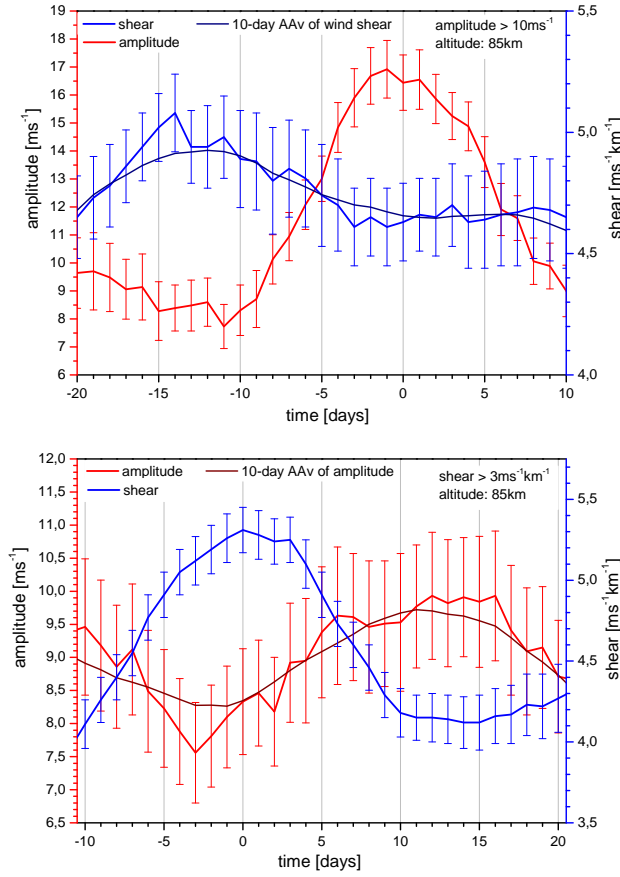 shear 10-day AAv of wind shear
amplitude
amplitude > 10ms⁻¹
altitude: 85km
amplitude [ms⁻¹]
19
18
17
16
15
14
13
12
11
10
9
8
7
6
5,5
5,0
4,5
4,0
shear [ms⁻¹km⁻¹]
-20 -15 -10 -5 0 5 10
time [days]
amplitude 10-day AAv of amplitude
shear
shear > 3ms⁻¹km⁻¹
altitude: 85km
amplitude [ms⁻¹]
12,0
11,5
11,0
10,5
10,0
9,5
9,0
8,5
8,0
7,5
7,0
6,5
5,5
5,0
4,5
4,0
3,5
shear [ms⁻¹km⁻¹]
-10 -5 0 5 10 15 20
time [days]